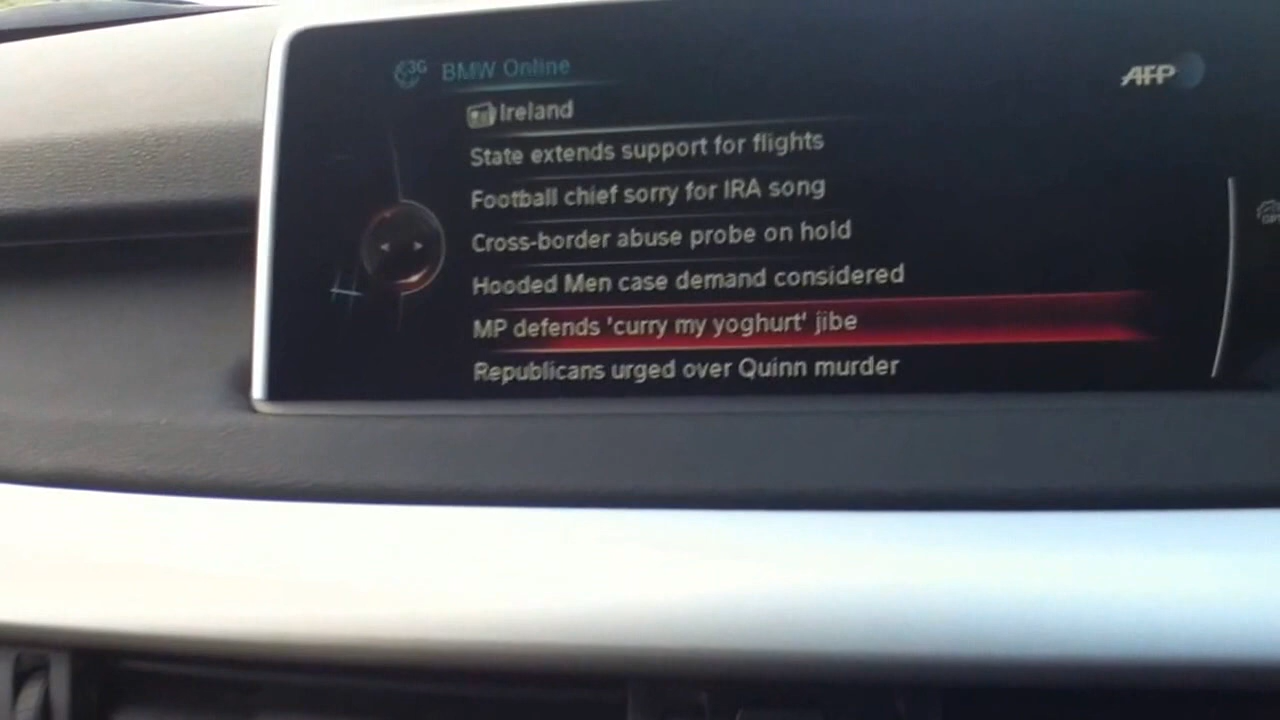 3G BMW Online
AFP
Ireland
State extends support for flights
Football chief sorry for IRA song
Cross-border abuse probe on hold
Hooded Men case demand considered
MP defends 'curry my yoghurt' jibe
Republicans urged over Quinn murder